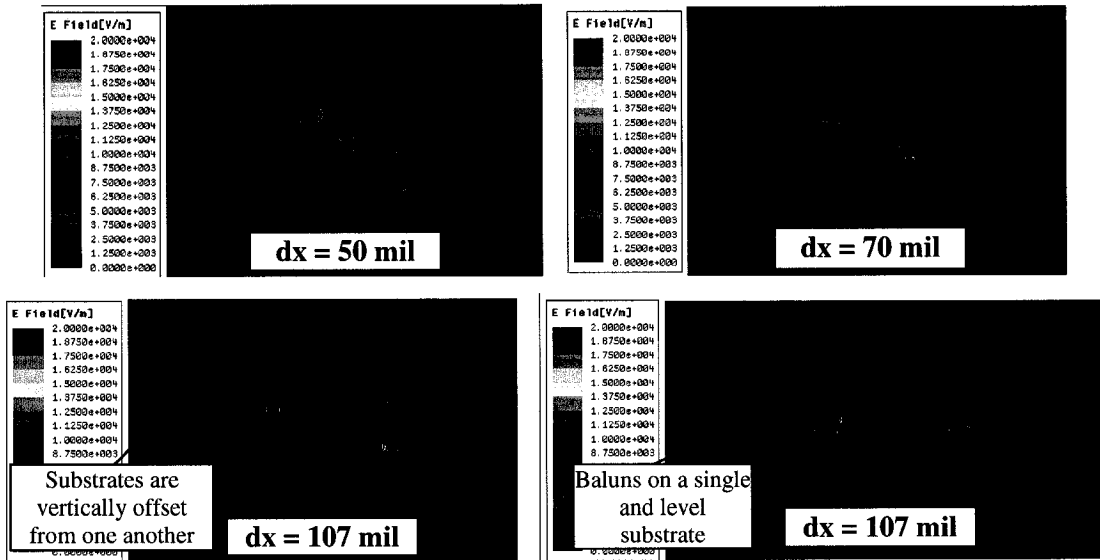 E Field[V/m]
2.0000e+004
1.8750e+004
1.7500e+004
1.6250e+004
1.5000e+004
1.3750e+004
1.2500e+004
1.1250e+004
1.0000e+004
8.7500e+003
7.5000e+003
6.2500e+003
5.0000e+003
3.7500e+003
2.5000e+003
1.2500e+003
0.0000e+000
dx = 50 mil
E Field[V/m]
2.0000e+004
1.8750e+004
1.7500e+004
1.6250e+004
1.5000e+004
1.3750e+004
1.2500e+004
1.1250e+004
1.0000e+004
8.7500e+003
7.5000e+003
6.2500e+003
5.0000e+003
3.7500e+003
2.5000e+003
1.2500e+003
0.0000e+000
dx = 70 mil
E Field[V/m]
2.0000e+004
1.8750e+004
1.7500e+004
1.6250e+004
1.5000e+004
1.3750e+004
1.2500e+004
1.1250e+004
1.0000e+004
8.7500e+003
Substrates are
vertically offset
from one another
dx = 107 mil
E Field[V/m]
2.0000e+004
1.8750e+004
1.7500e+004
1.6250e+004
1.5000e+004
1.3750e+004
1.2500e+004
1.1250e+004
1.0000e+004
8.7500e+003
Baluns on a single
and level
substrate
dx = 107 mil